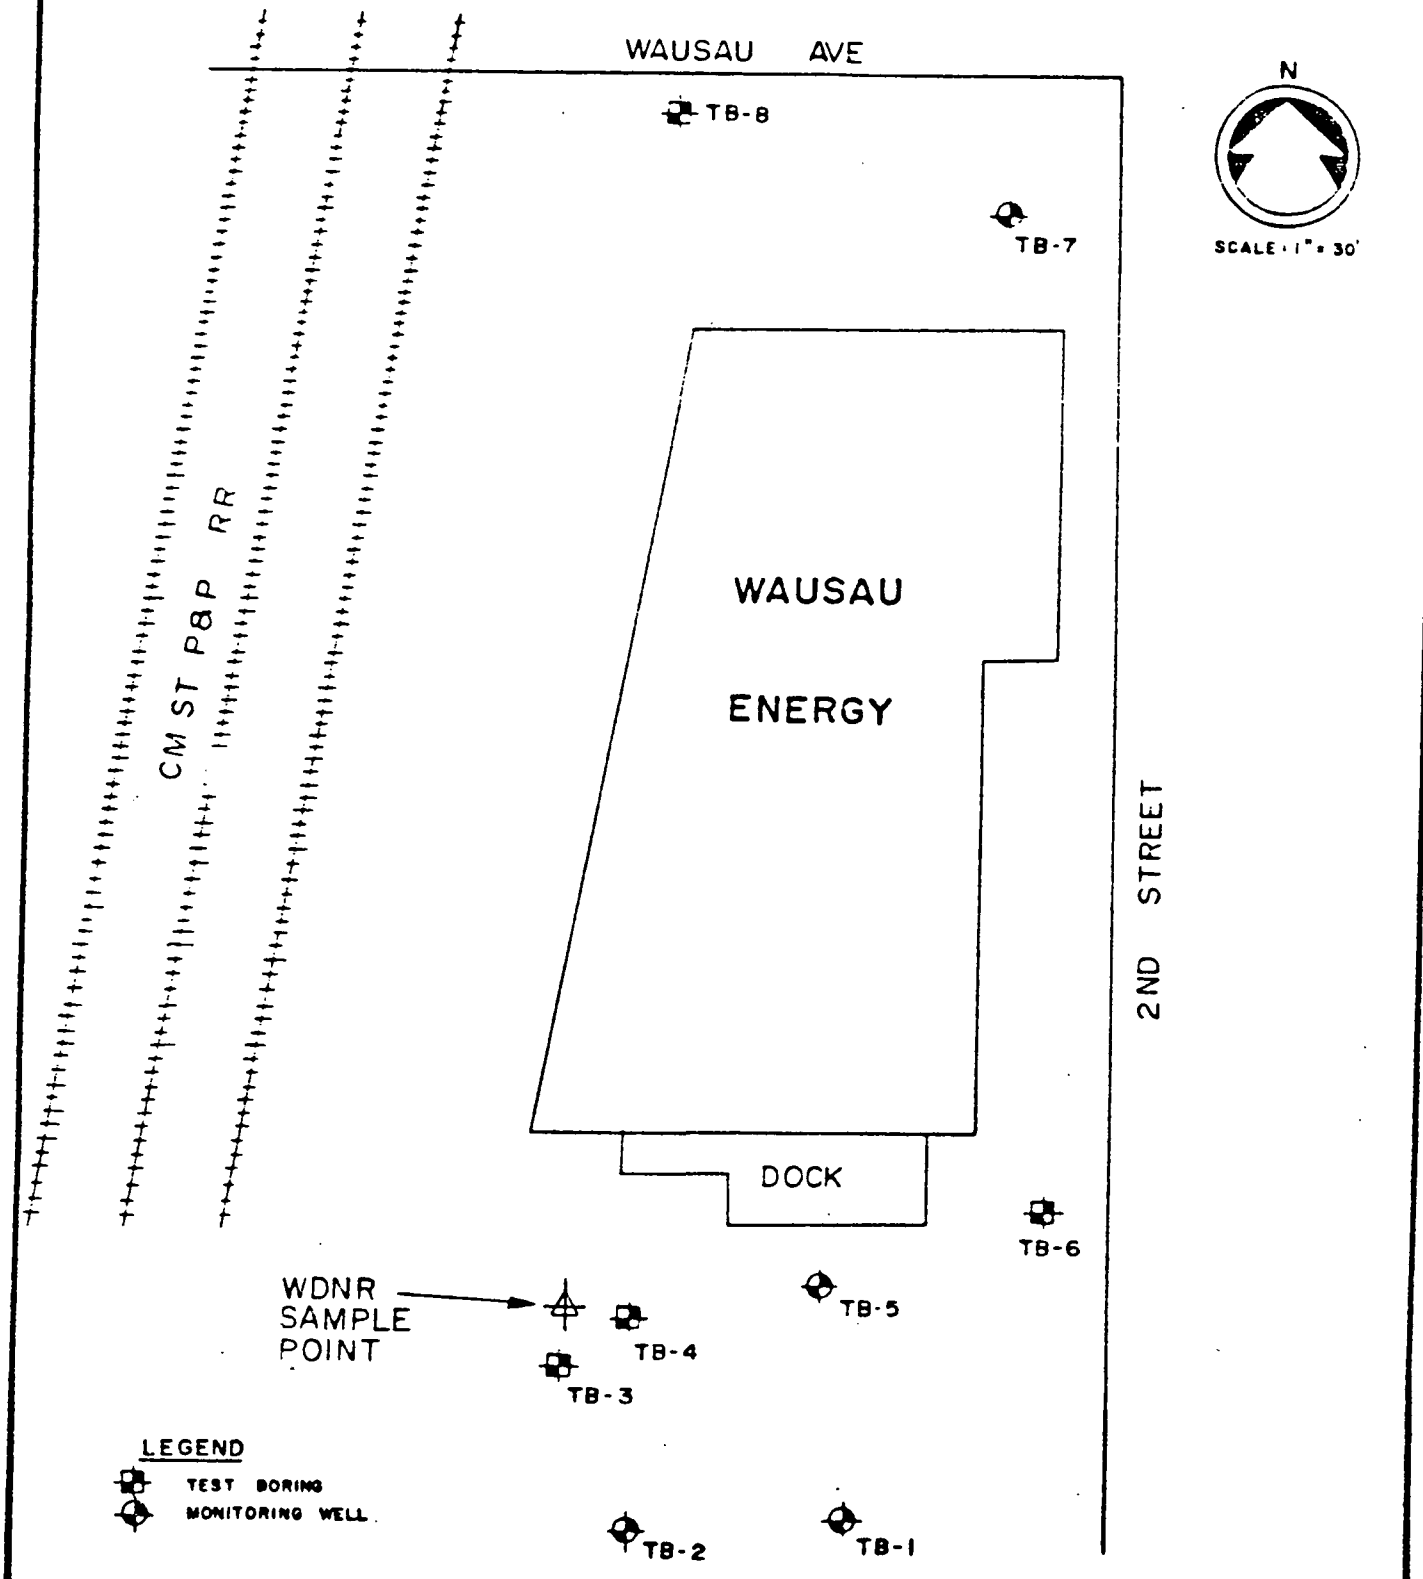 WAUSAU AVE
N
TB-8
TB-7
SCALE: 1" = 30'
CM ST P&P RR
WAUSAU
ENERGY
2ND STREET
DOCK
TB-6
WDNR
SAMPLE
POINT
TB-5
TB-4
TB-3
LEGEND
TEST BORING
MONITORING WELL
TB-2
TB-1